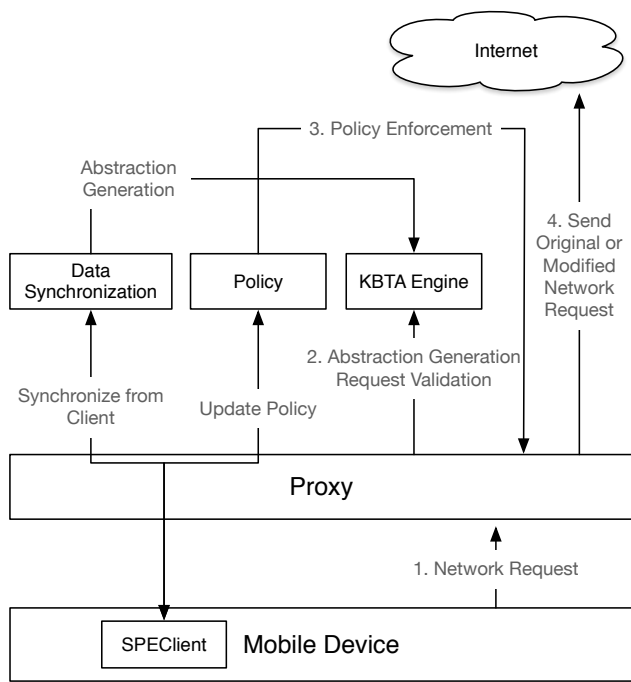 Internet
3. Policy Enforcement
Abstraction
Generation
4. Send
Original or
Modified
Network
Request
Data
Synchronization
Policy
KBTA Engine
2. Abstraction Generation
Request Validation
Synchronize from
Client
Update Policy
Proxy
1. Network Request
SPEClient
Mobile Device